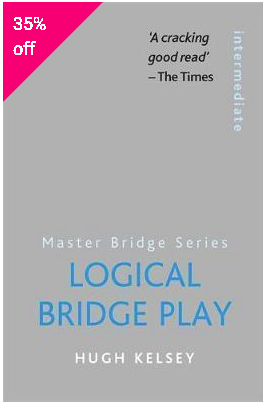 35%
off
'A cracking
good read'
– The Times
intermediate
Master Bridge Series
LOGICAL
BRIDGE PLAY
HUGH KELSEY